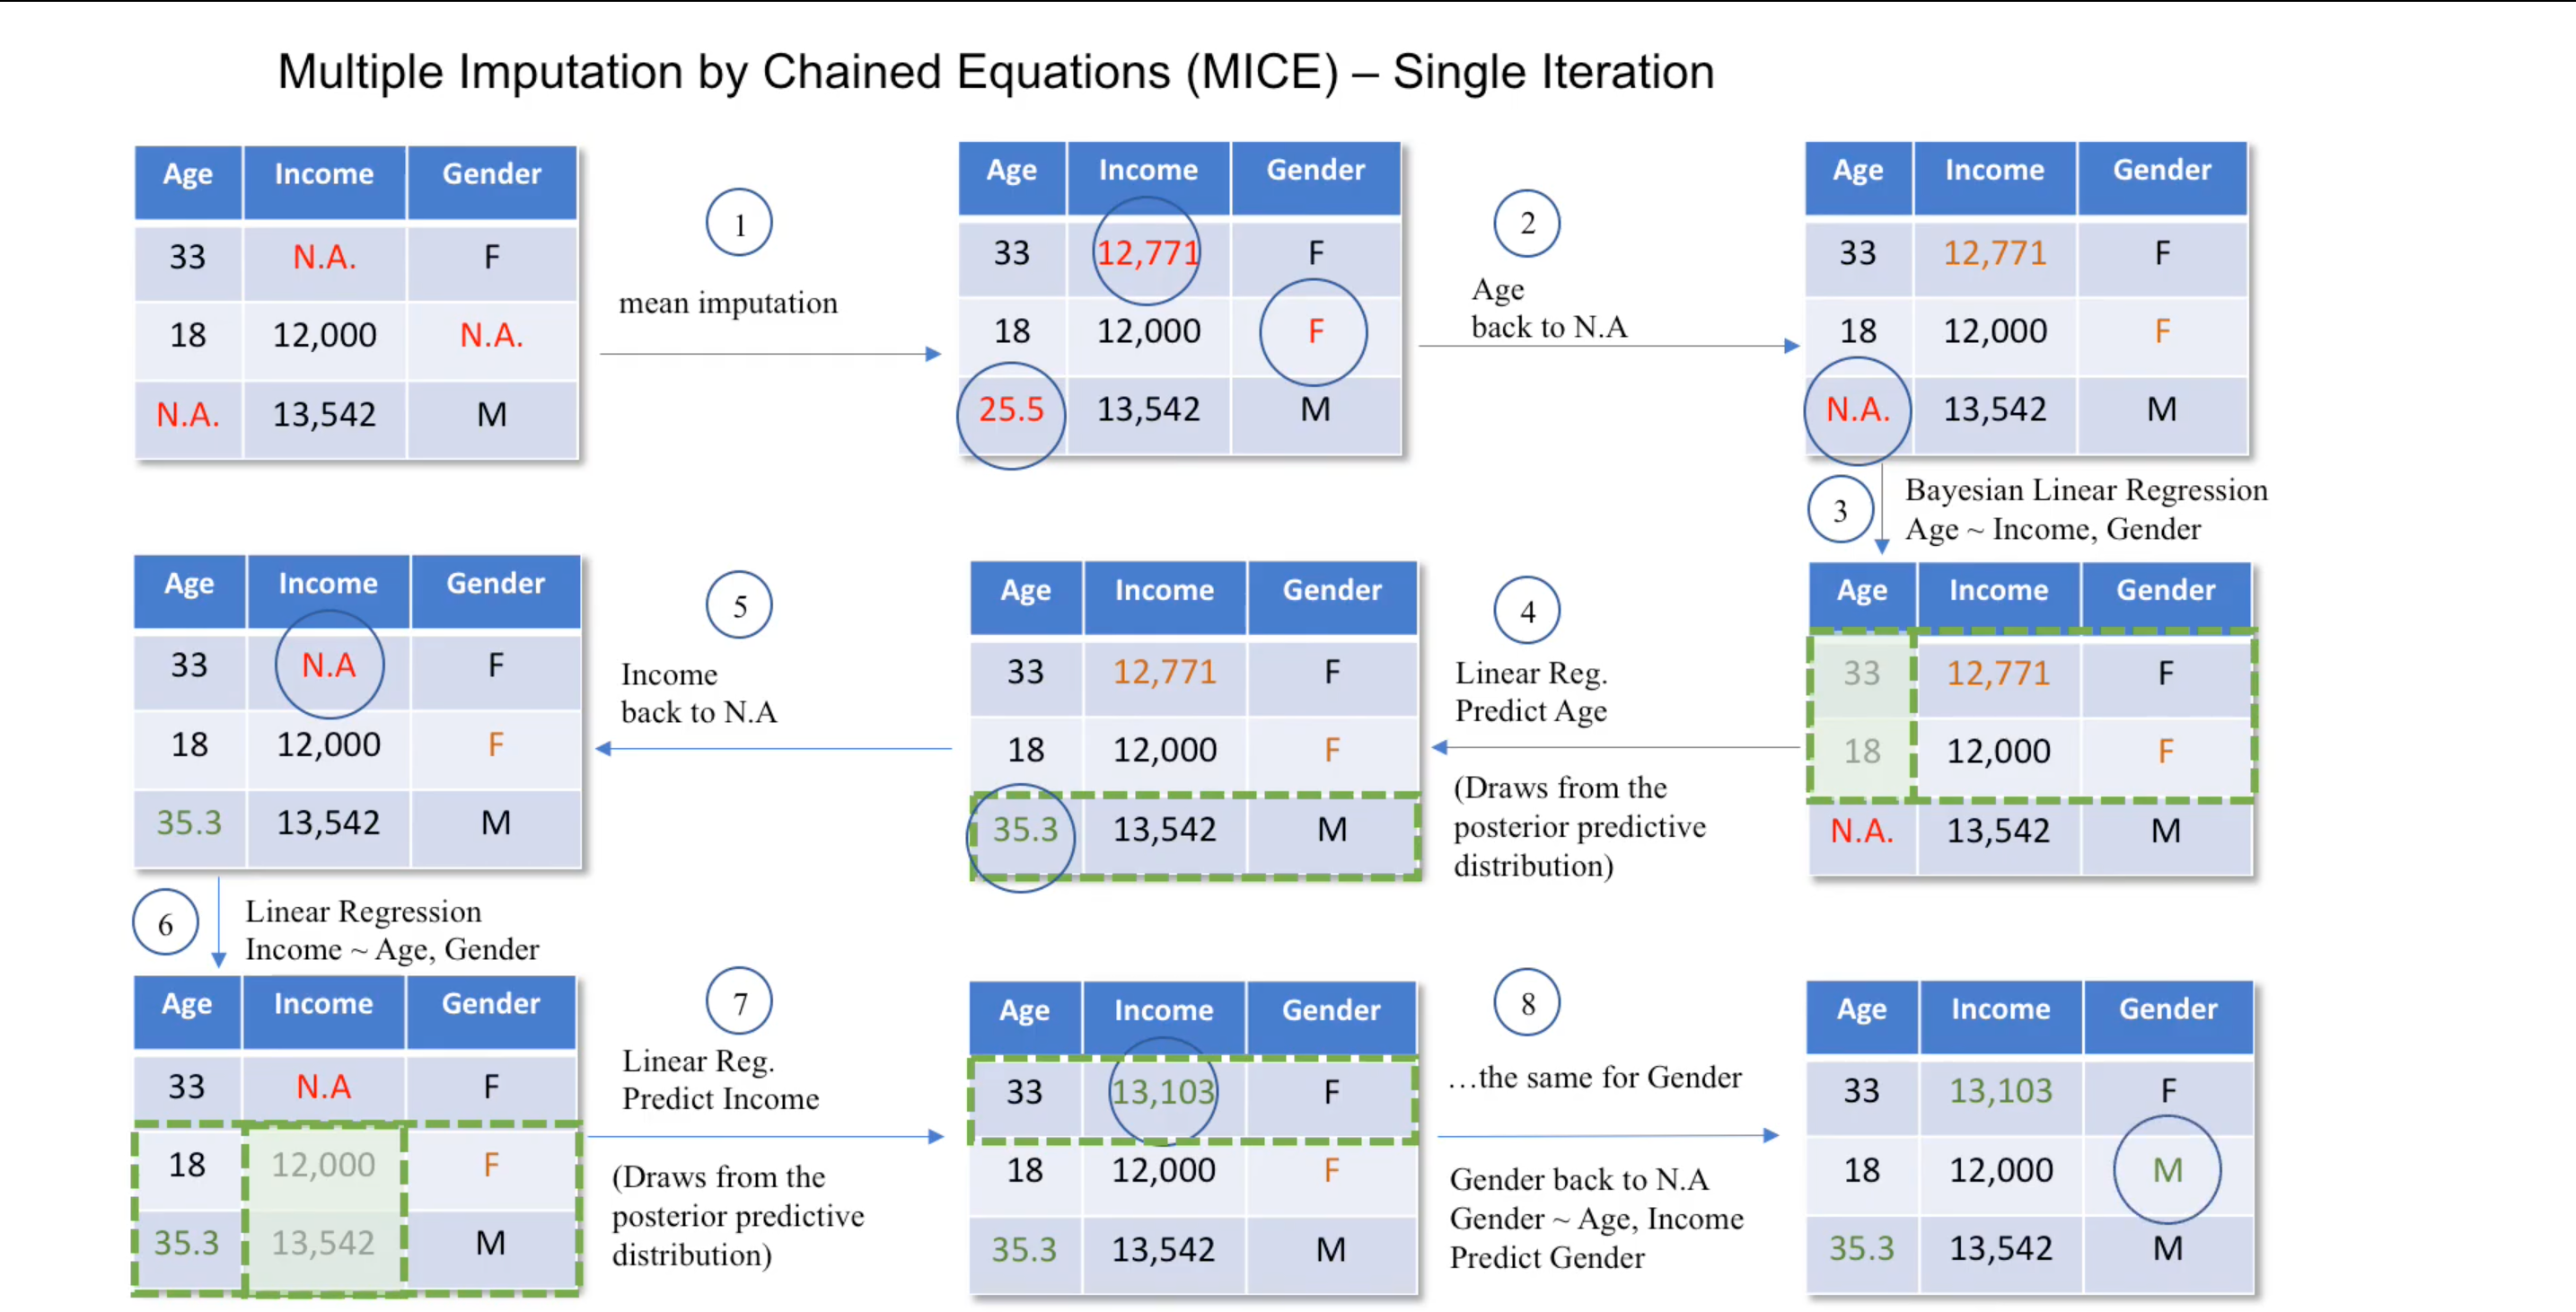 Multiple Imputation by Chained Equations (MICE) – Single Iteration
Age Income Gender
33 N.A. F
18 12,000 N.A.
N.A. 13,542 M
1
mean imputation
Age Income Gender
33 12,771 F
18 12,000 F
25.5 13,542 M
2
Age
back to N.A
Age Income Gender
33 12,771 F
18 12,000 F
N.A. 13,542 M
3
Bayesian Linear Regression
Age ~ Income, Gender
Age Income Gender
33 12,771 F
18 12,000 F
N.A. 13,542 M
4
Linear Reg.
Predict Age
(Draws from the
posterior predictive
distribution)
Age Income Gender
33 12,771 F
18 12,000 F
35.3 13,542 M
5
Income
back to N.A
Age Income Gender
33 N.A F
18 12,000 F
35.3 13,542 M
6
Linear Regression
Income ~ Age, Gender
Age Income Gender
33 N.A F
18 12,000 F
35.3 13,542 M
7
Linear Reg.
Predict Income
(Draws from the
posterior predictive
distribution)
Age Income Gender
33 13,103 F
18 12,000 F
35.3 13,542 M
8
...the same for Gender
Gender back to N.A
Gender ~ Age, Income
Predict Gender
Age Income Gender
33 13,103 F
18 12,000 M
35.3 13,542 M